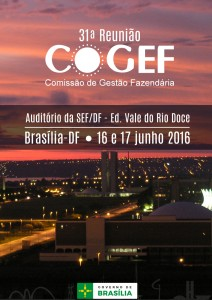 31ª Reunião
COGEF
Comissão de Gestão Fazendária
Auditório da SEF/DF - Ed. Vale do Rio Doce
Brasília-DF • 16 e 17 junho 2016
GOVERNO DE
BRASÍLIA